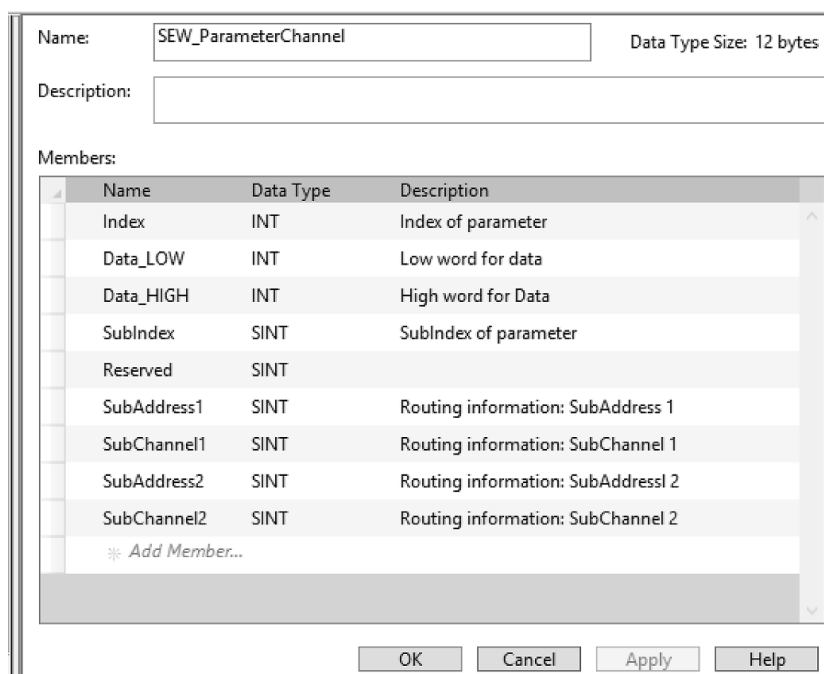 Name: SEW_ParameterChannel Data Type Size: 12 bytes
Description:
Members:
Name Data Type Description
Index INT Index of parameter
Data_LOW INT Low word for data
Data_HIGH INT High word for Data
SubIndex SINT SubIndex of parameter
Reserved SINT
SubAddress1 SINT Routing information: SubAddress 1
SubChannel1 SINT Routing information: SubChannel 1
SubAddress2 SINT Routing information: SubAddressl 2
SubChannel2 SINT Routing information: SubChannel 2
Add Member...
OK Cancel Apply Help